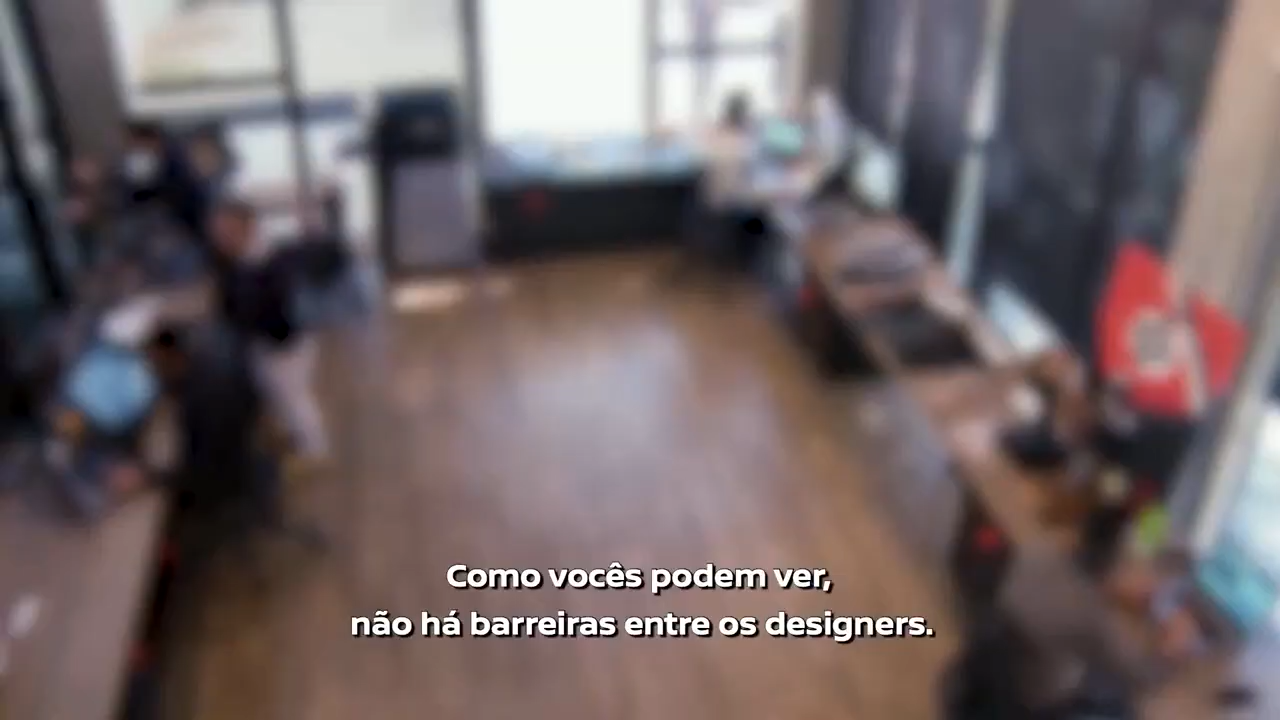 Como vocês podem ver,
não há barreiras entre os designers.